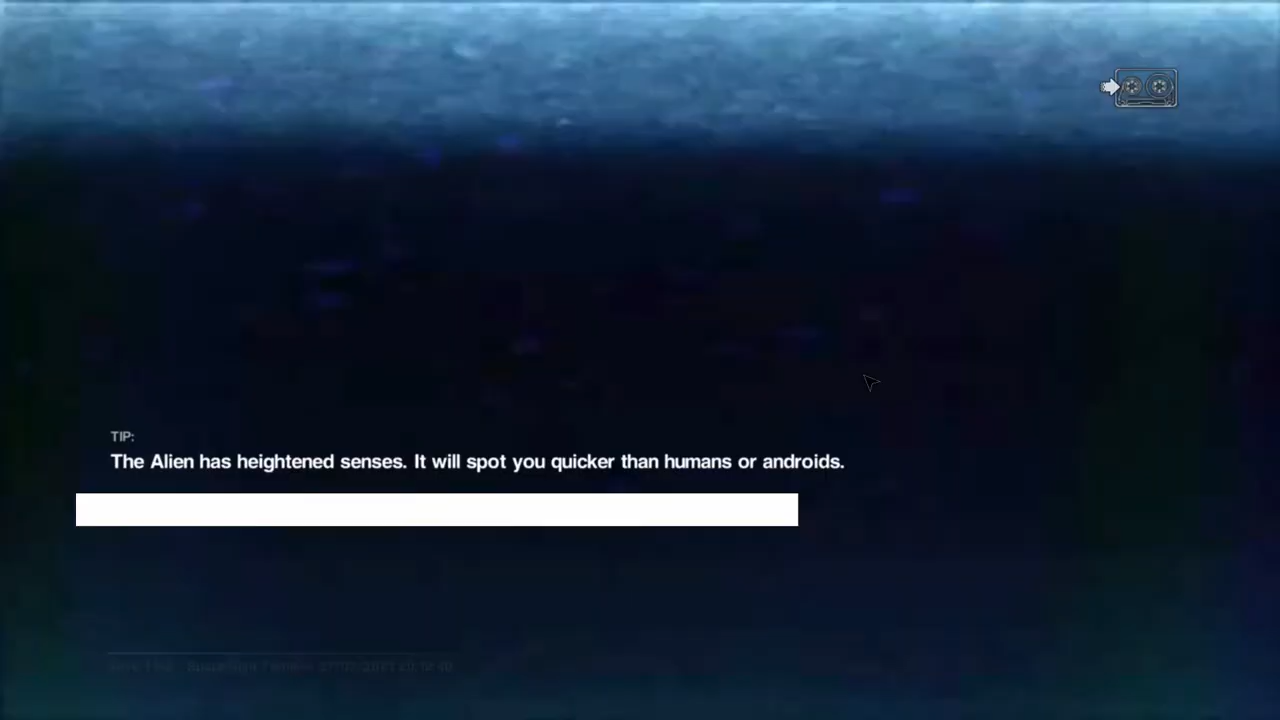 TIP:
The Alien has heightened senses. It will spot you quicker than humans or androids.